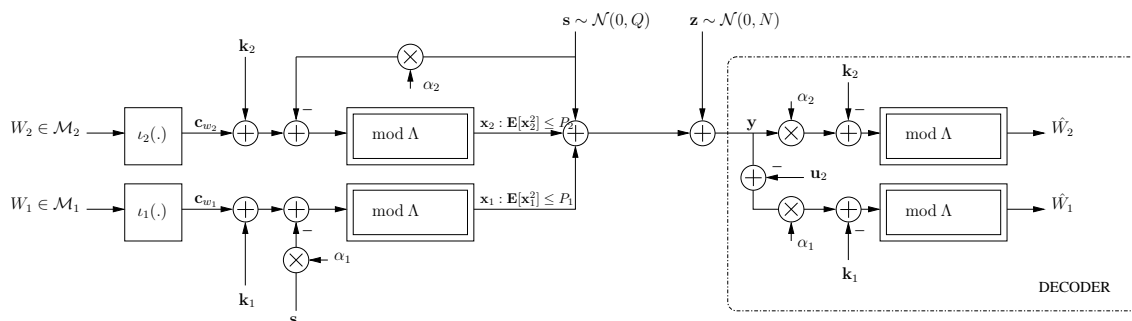 s ∼ 𝒩(0, Q)
z ∼ 𝒩(0, N)
k₂
×
α₂
−
W₂ ∈ ℳ₂
ι₂(.)
c_{w₂}
+
+
mod Λ
x₂ : E[x₂²] ≤ P₂
+
+
y
α₂
×
k₂
−
+
mod Λ
Ŵ₂
+
−
u₂
W₁ ∈ ℳ₁
ι₁(.)
c_{w₁}
+
+
mod Λ
x₁ : E[x₁²] ≤ P₁
×
+
mod Λ
Ŵ₁
−
×
α₁
α₁
−
k₁
k₁
s
DECODER